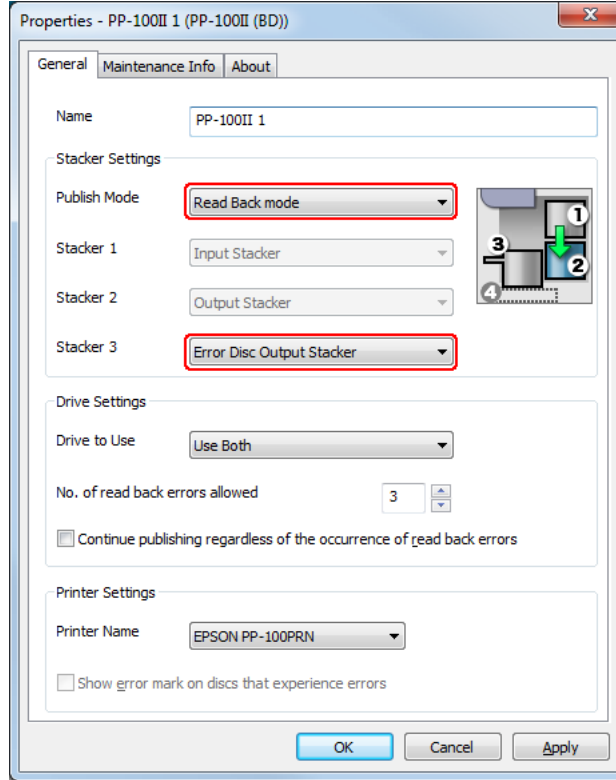 Properties - PP-100II 1 (PP-100II (BD))
General Maintenance Info About
Name PP-100II 1
Stacker Settings
Publish Mode Read Back mode
Stacker 1 Input Stacker
Stacker 2 Output Stacker
Stacker 3 Error Disc Output Stacker
1
3
2
4
Drive Settings
Drive to Use Use Both
No. of read back errors allowed 3
Continue publishing regardless of the occurrence of read back errors
Printer Settings
Printer Name EPSON PP-100PRN
Show error mark on discs that experience errors
OK Cancel Apply